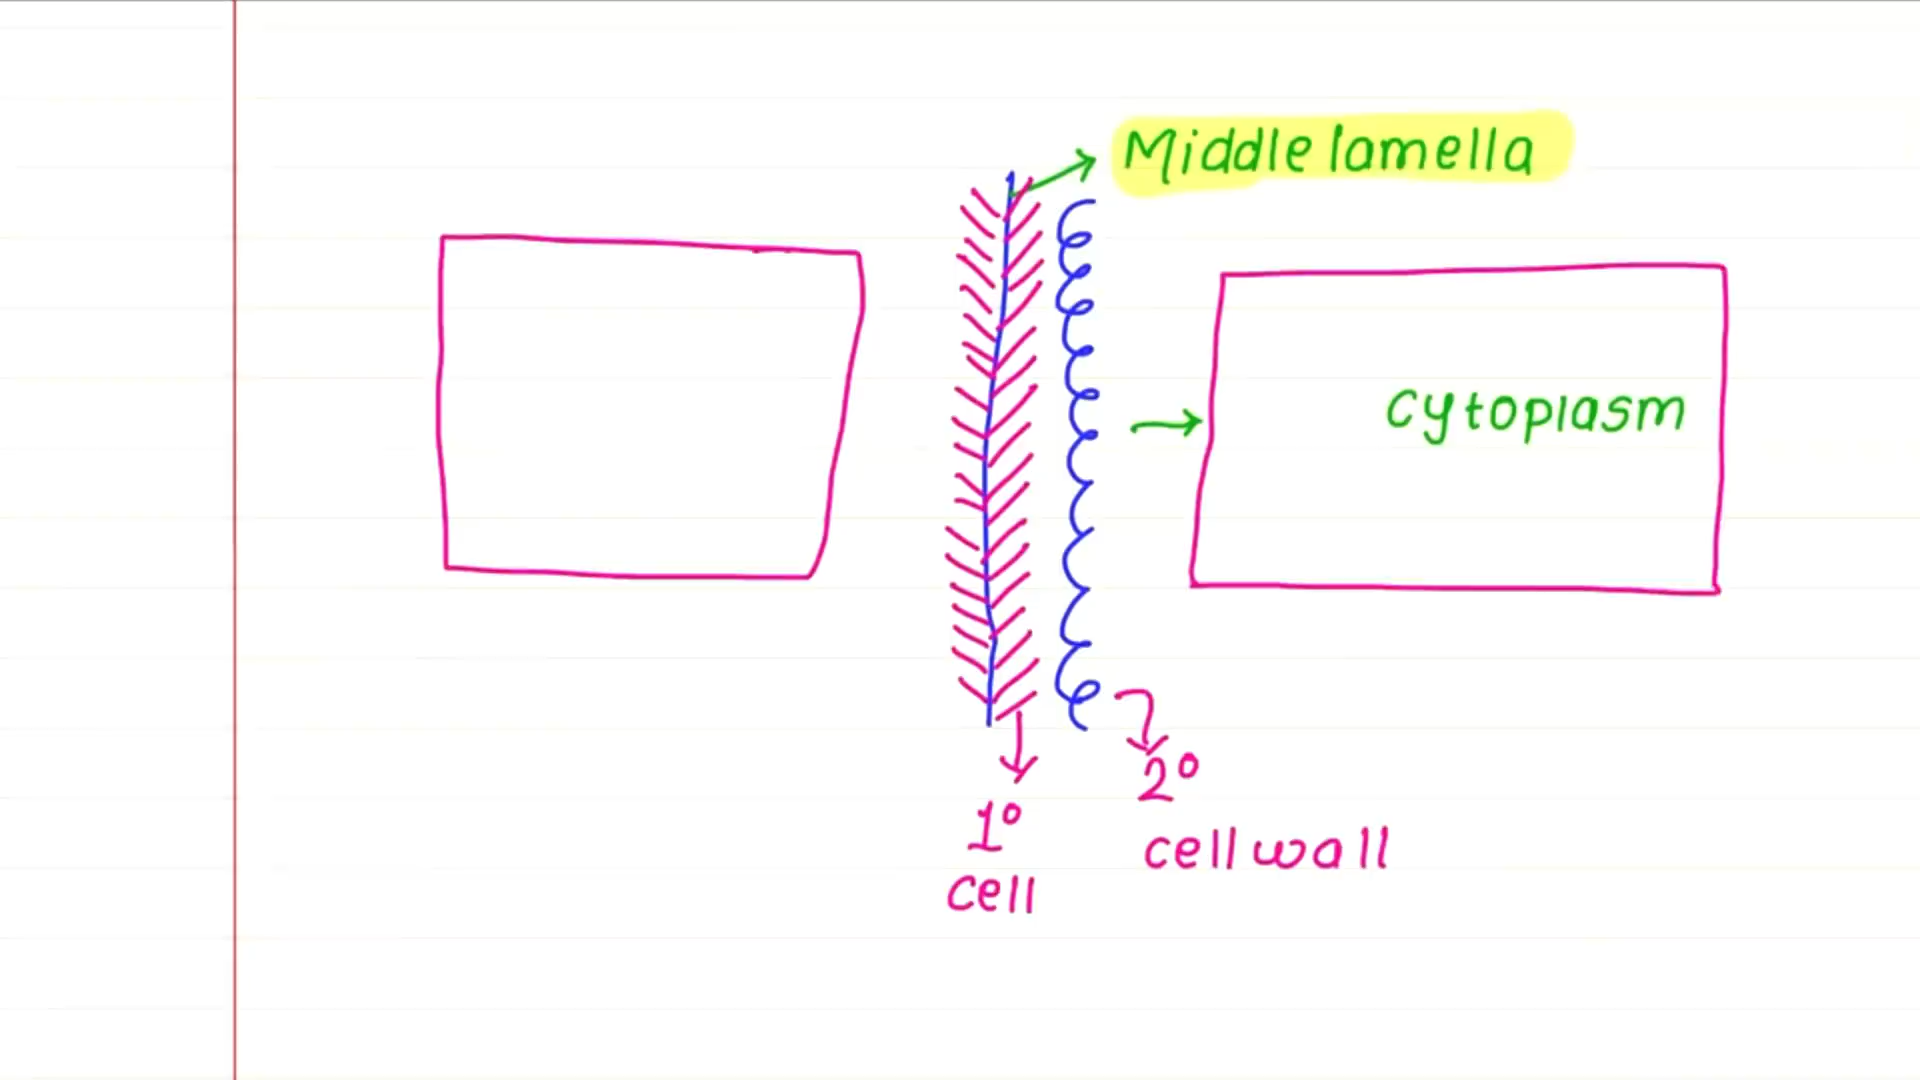 Middle lamella
Cytoplasm
1° 
cell
2°
cell wall